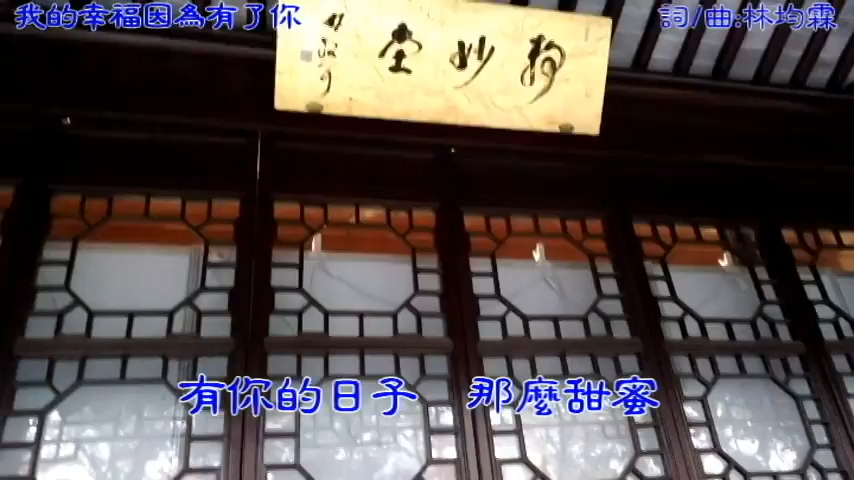 我的幸福因為有了你
詞/曲:林均霖
妙堂
有你的日子 那麼甜蜜